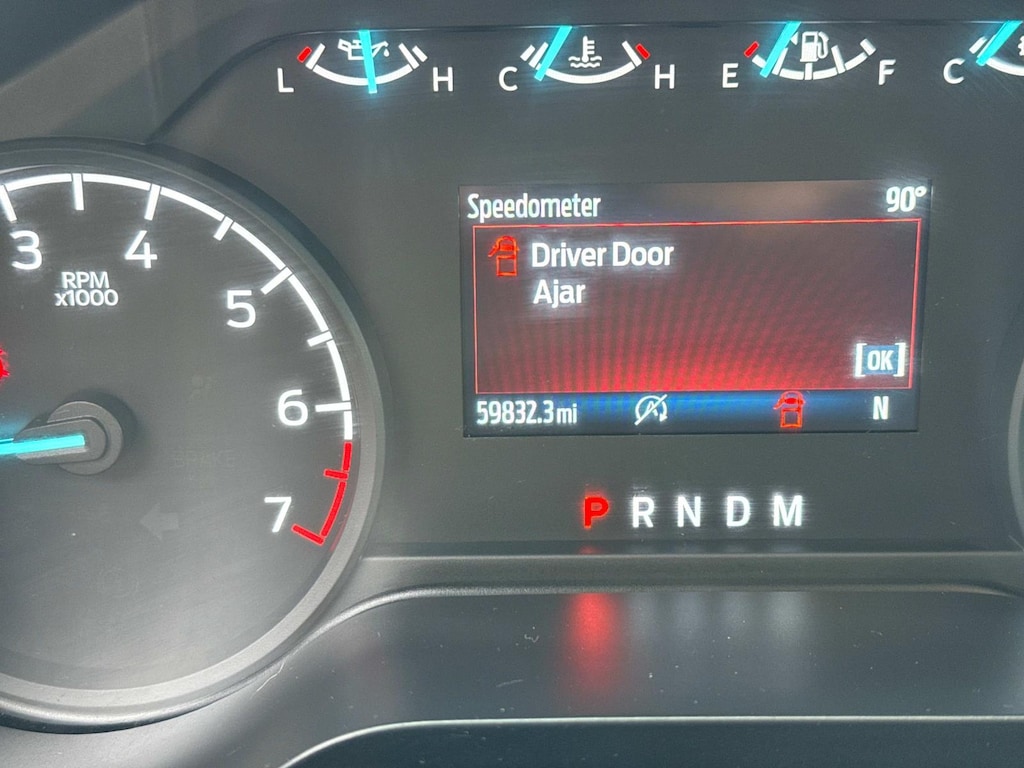 L H C H E F C
Speedometer 90°
Driver Door
Ajar
[OK]
59832.3 mi N
3 4 5 6 7
RPM
x1000
P R N D M